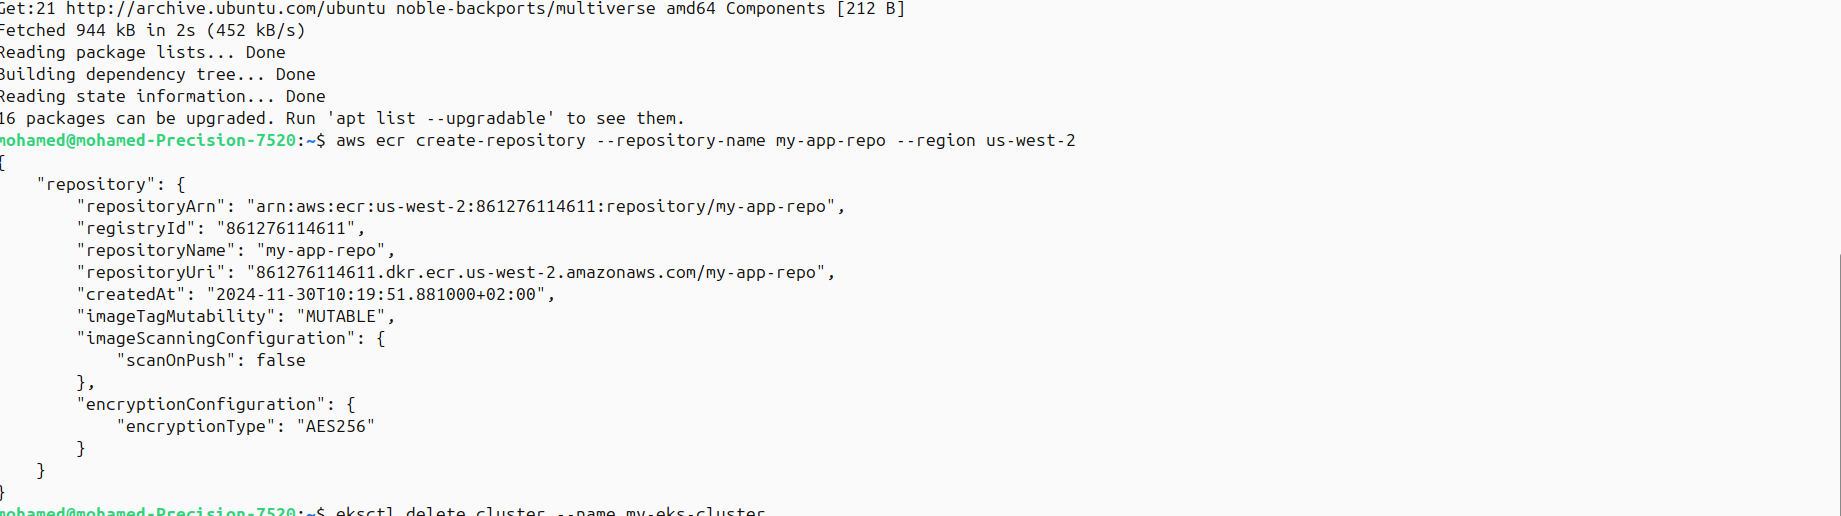 Get:21 http://archive.ubuntu.com/ubuntu noble-backports/multiverse amd64 Components [212 B]
Fetched 944 kB in 2s (452 kB/s)
Reading package lists... Done
Building dependency tree... Done
Reading state information... Done
16 packages can be upgraded. Run 'apt list --upgradable' to see them.
mohamed@mohamed-Precision-7520:~$ aws ecr create-repository --repository-name my-app-repo --region us-west-2
{
    "repository": {
        "repositoryArn": "arn:aws:ecr:us-west-2:861276114611:repository/my-app-repo",
        "registryId": "861276114611",
        "repositoryName": "my-app-repo",
        "repositoryUri": "861276114611.dkr.ecr.us-west-2.amazonaws.com/my-app-repo",
        "createdAt": "2024-11-30T10:19:51.881000+02:00",
        "imageTagMutability": "MUTABLE",
        "imageScanningConfiguration": {
            "scanOnPush": false
        },
        "encryptionConfiguration": {
            "encryptionType": "AES256"
        }
    }
}
mohamed@mohamed-Precision-7520:~$ eksctl delete cluster --name my-eks-cluster